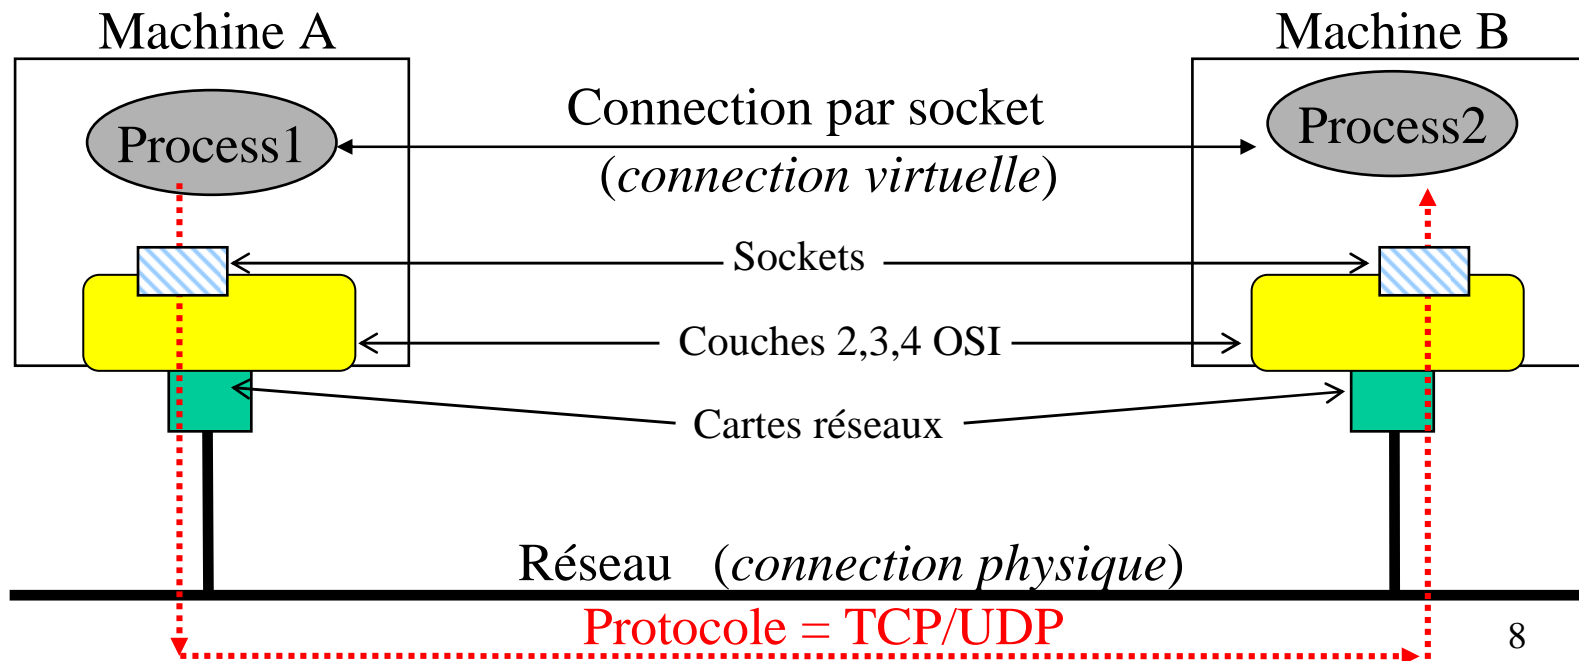 Machine A
Machine B
Connection par socket
Process1
Process2
(connection virtuelle)
Sockets
Couches 2,3,4 OSI
Cartes réseaux
Réseau (connection physique)
Protocole = TCP/UDP
8